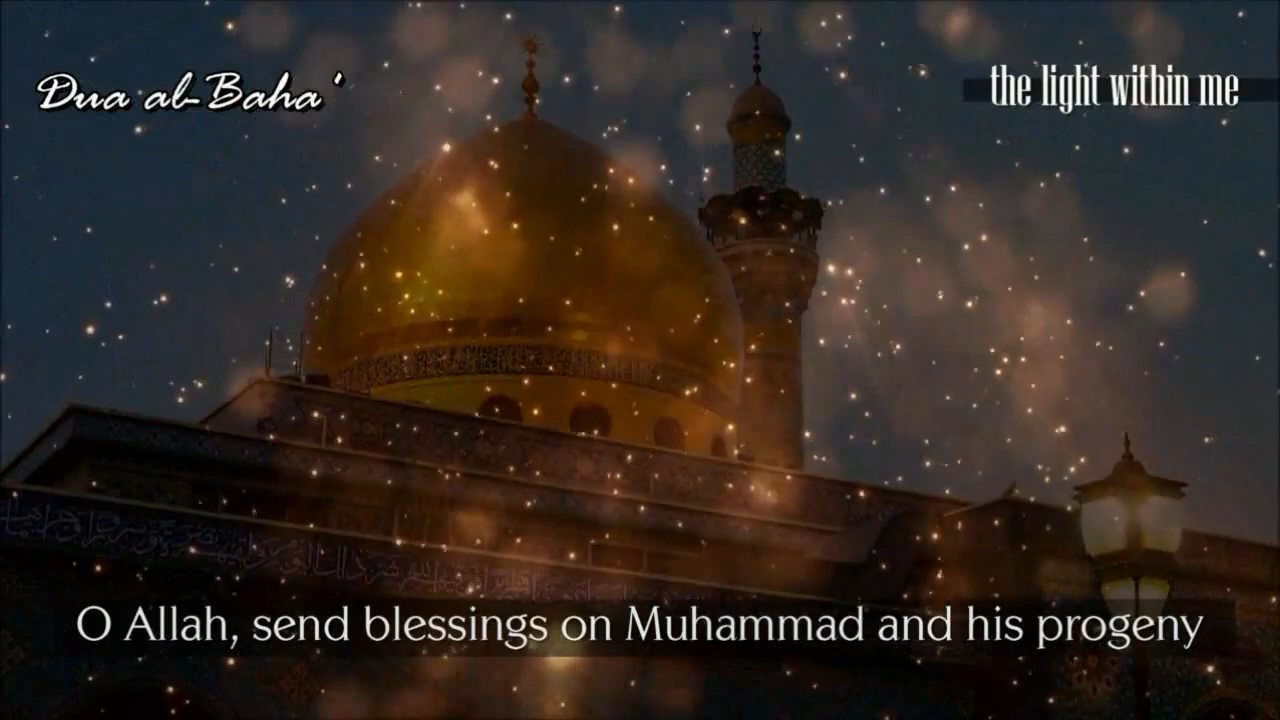 Dua al-Baha'
the light within me
O Allah, send blessings on Muhammad and his progeny